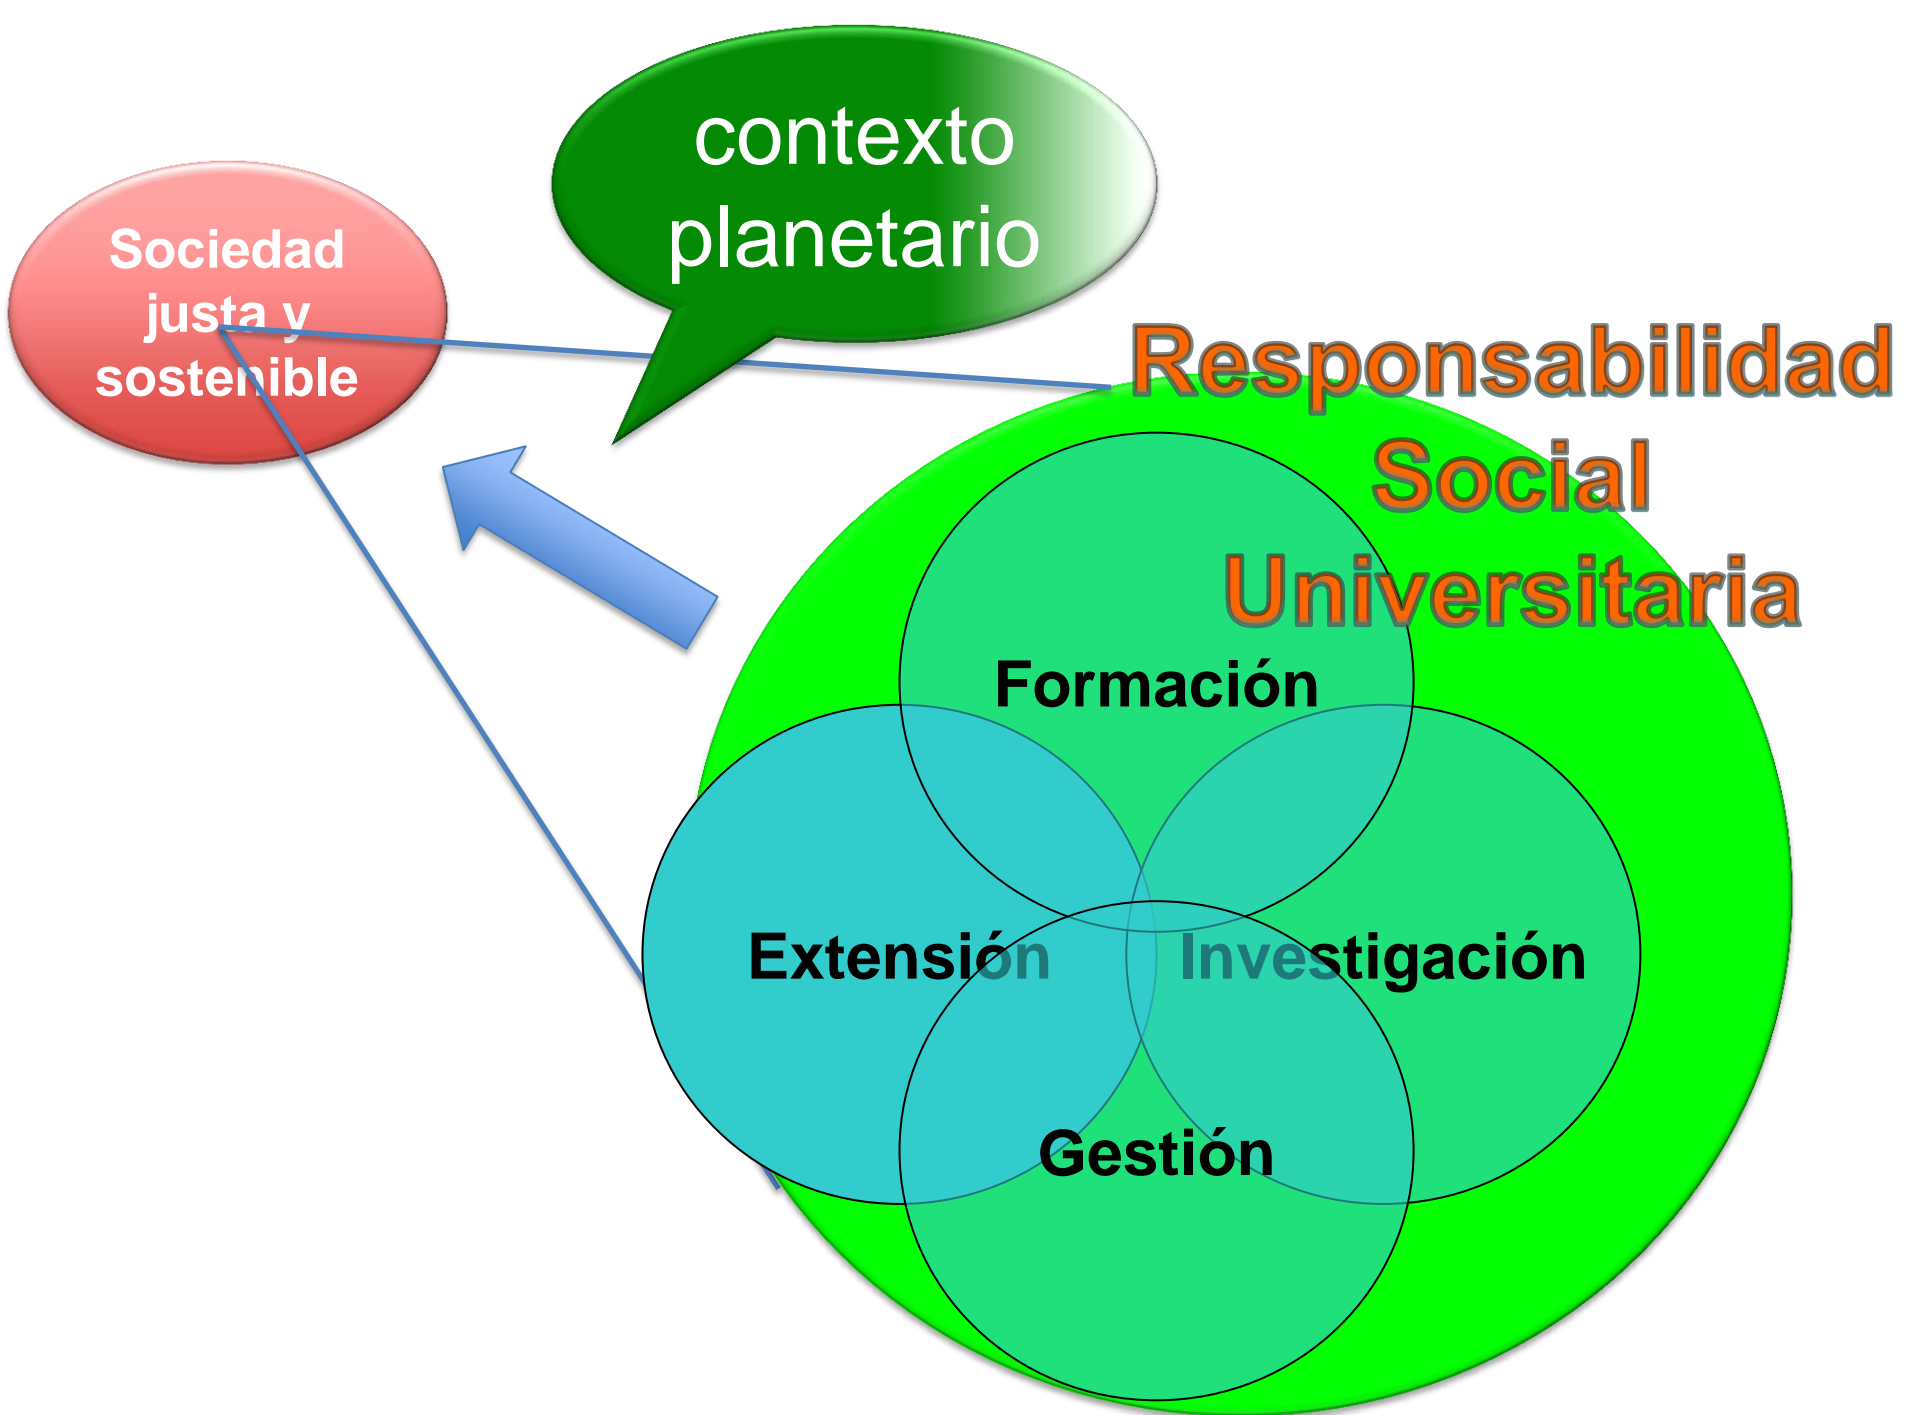 contexto
planetario
Sociedad
justa y
sostenible
Responsabilidad
Social
Universitaria
Formación
Extensión
Investigación
Gestión